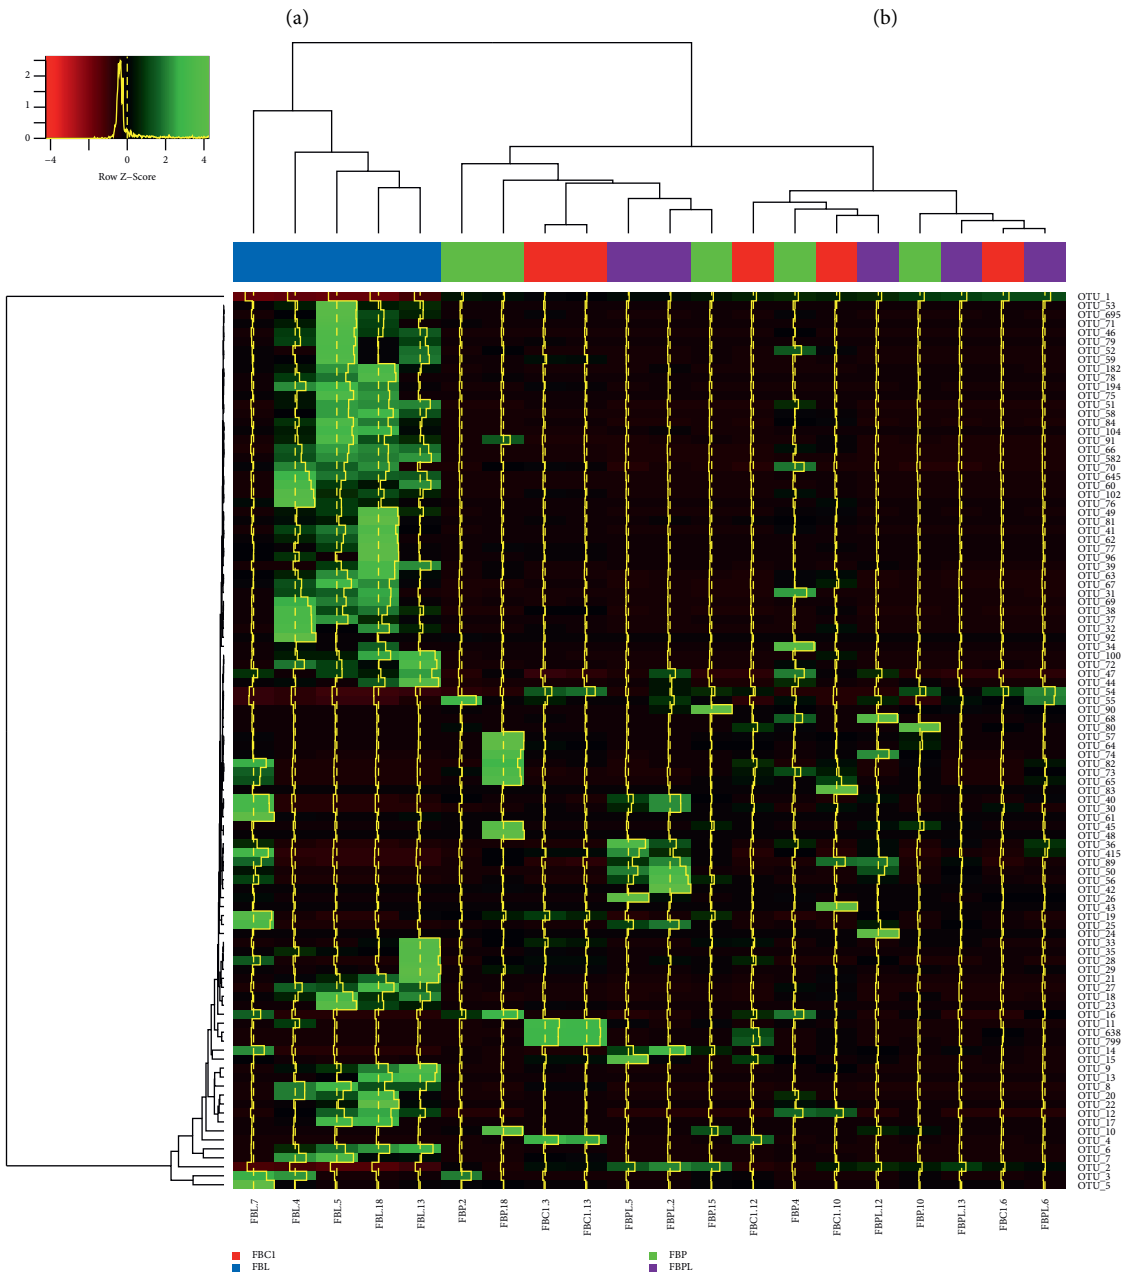 (a)
(b)
2
1
0
−4
0
2
4
Row Z−Score
OTU_1
OTU_53
OTU_695
OTU_71
OTU_46
OTU_79
OTU_52
OTU_59
OTU_182
OTU_78
OTU_194
OTU_75
OTU_51
OTU_58
OTU_84
OTU_104
OTU_91
OTU_66
OTU_582
OTU_70
OTU_645
OTU_60
OTU_102
OTU_76
OTU_49
OTU_81
OTU_41
OTU_62
OTU_77
OTU_96
OTU_39
OTU_63
OTU_67
OTU_31
OTU_69
OTU_38
OTU_37
OTU_32
OTU_92
OTU_34
OTU_100
OTU_72
OTU_47
OTU_44
OTU_54
OTU_55
OTU_90
OTU_68
OTU_80
OTU_57
OTU_64
OTU_74
OTU_82
OTU_73
OTU_65
OTU_83
OTU_40
OTU_30
OTU_61
OTU_45
OTU_48
OTU_36
OTU_415
OTU_89
OTU_50
OTU_56
OTU_42
OTU_26
OTU_43
OTU_19
OTU_25
OTU_24
OTU_33
OTU_35
OTU_28
OTU_29
OTU_21
OTU_27
OTU_18
OTU_23
OTU_16
OTU_11
OTU_638
OTU_799
OTU_14
OTU_15
OTU_9
OTU_13
OTU_8
OTU_20
OTU_22
OTU_12
OTU_17
OTU_10
OTU_4
OTU_6
OTU_7
OTU_2
OTU_3
OTU_5
FBL.7
FBL.4
FBL.5
FBL.18
FBL.13
FBP.2
FBP.18
FBC1.3
FBC1.13
FBPL.5
FBPL.2
FBP.15
FBC1.12
FBP.4
FBC1.10
FBPL.12
FBP.10
FBPL.13
FBC1.6
FBPL.6
FBC1
FBL
FBP
FBPL